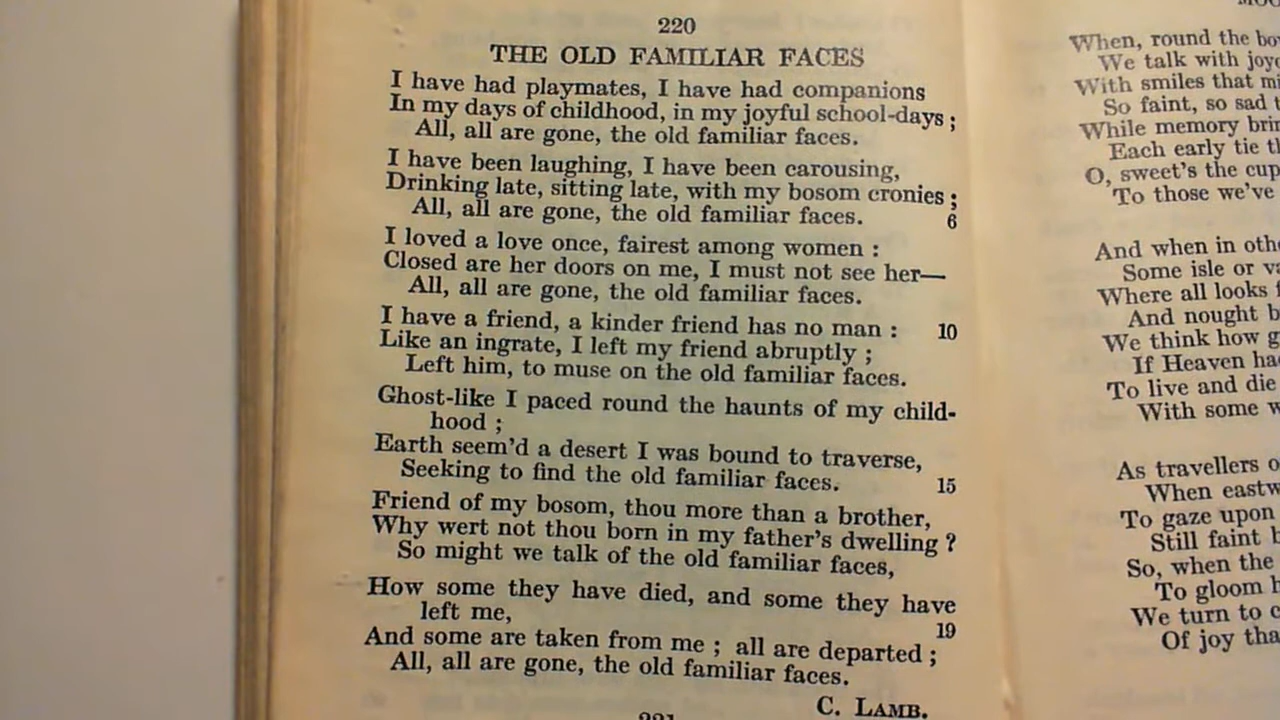 220
THE OLD FAMILIAR FACES
I have had playmates, I have had companions
In my days of childhood, in my joyful school-days ;
All, all are gone, the old familiar faces.
I have been laughing, I have been carousing,
Drinking late, sitting late, with my bosom cronies ;
All, all are gone, the old familiar faces. 6
I loved a love once, fairest among women :
Closed are her doors on me, I must not see her—
All, all are gone, the old familiar faces.
I have a friend, a kinder friend has no man : 10
Like an ingrate, I left my friend abruptly ;
Left him, to muse on the old familiar faces.
Ghost-like I paced round the haunts of my child-
hood ;
Earth seem'd a desert I was bound to traverse,
Seeking to find the old familiar faces. 15
Friend of my bosom, thou more than a brother,
Why wert not thou born in my father's dwelling ?
So might we talk of the old familiar faces,
How some they have died, and some they have
left me, 19
And some are taken from me ; all are departed ;
All, all are gone, the old familiar faces.
C. LAMB.
When, round the
We talk with
With smiles that
So faint, so sad
While memory
Each early tie
O, sweet's the cup
To those we've
And when in
Some isle or
Where all looks
And nought
We think how
If Heaven
To live and die
With some
As travellers
When
To gaze upon
Still faint
So, when the
To gloom
We turn to
Of joy